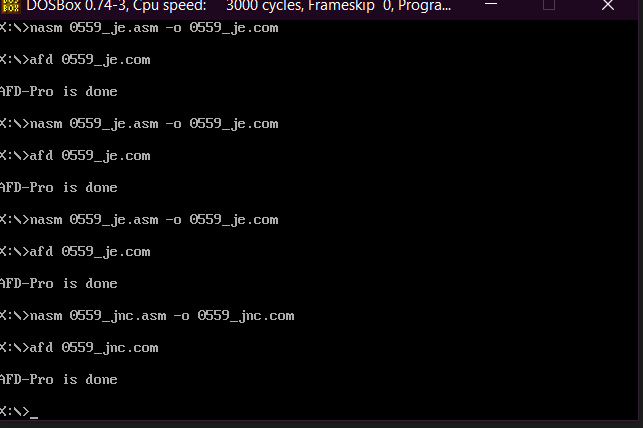 DOSBox 0.74-3, Cpu speed: 3000 cycles, Frameskip 0, Progra...
X:\>nasm 0559_je.asm -o 0559_je.com
X:\>afd 0559_je.com
AFD-Pro is done
X:\>nasm 0559_je.asm -o 0559_je.com
X:\>afd 0559_je.com
AFD-Pro is done
X:\>nasm 0559_je.asm -o 0559_je.com
X:\>afd 0559_je.com
AFD-Pro is done
X:\>nasm 0559_jnc.asm -o 0559_jnc.com
X:\>afd 0559_jnc.com
AFD-Pro is done
X:\>_